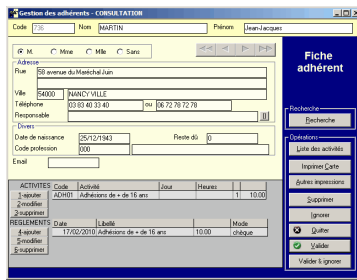 Gestion des adhérents - CONSULTATION
Code 736 Nom MARTIN Prénom Jean-Jacques
M. Mme Mlle Sans
Fiche
adhérent
Adresse
Rue 58 avenue du Maréchal Juin
Ville 54000 NANCY VILLE
Téléphone 03 83 40 33 40 ou 06 72 78 72 78
Responsable
Divers
Date de naissance 25/12/1943 Reste dû 0
Code profession 000
Email
Recherche
Recherche
Opérations
Liste des activités
Imprimer Carte
Autres impressions
Supprimer
Ignorer
Quitter
Valider
Valider & ignorer
ACTIVITES Code Activité Jour Heures
1-ajouter ADH01 Adhésions de + de 16 ans 1 10.00
2-modifier
3-supprimer
REGLEMENTS Date Libellé Mode
4-ajouter 17/02/2010 Adhésions de + de 16 ans 10.00 chèque
5-modifier
6-supprimer